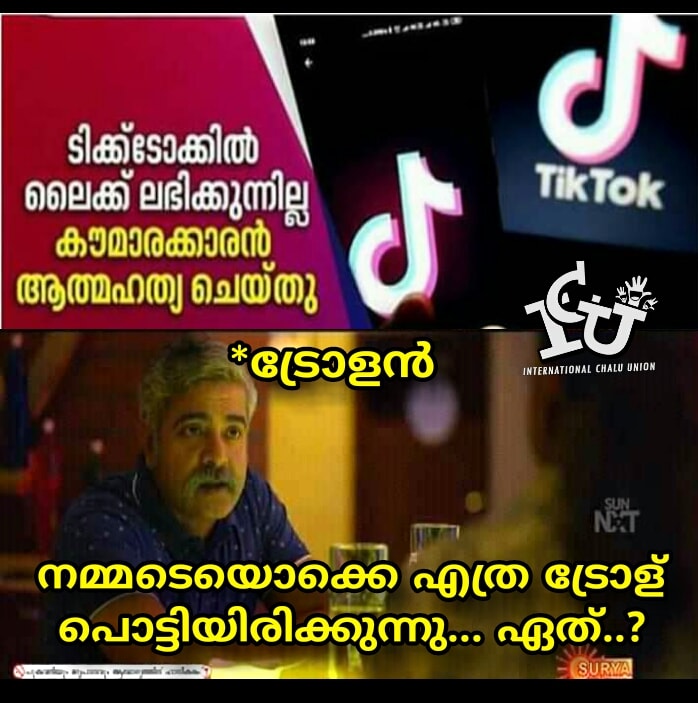 ടിക്ക്ടോക്കിൽ
ലൈക്ക് ലഭിക്കുന്നില്ല
കൗമാരക്കാരൻ
ആത്മഹത്യ ചെയ്തു
TikTok
ICU
INTERNATIONAL CHALU UNION
*ട്രോളൻ
SUN
NXT
നമ്മടെയൊക്കെ എത്ര ട്രോള്
പൊട്ടിയിരിക്കുന്നു... ഏത്..?
SURYA